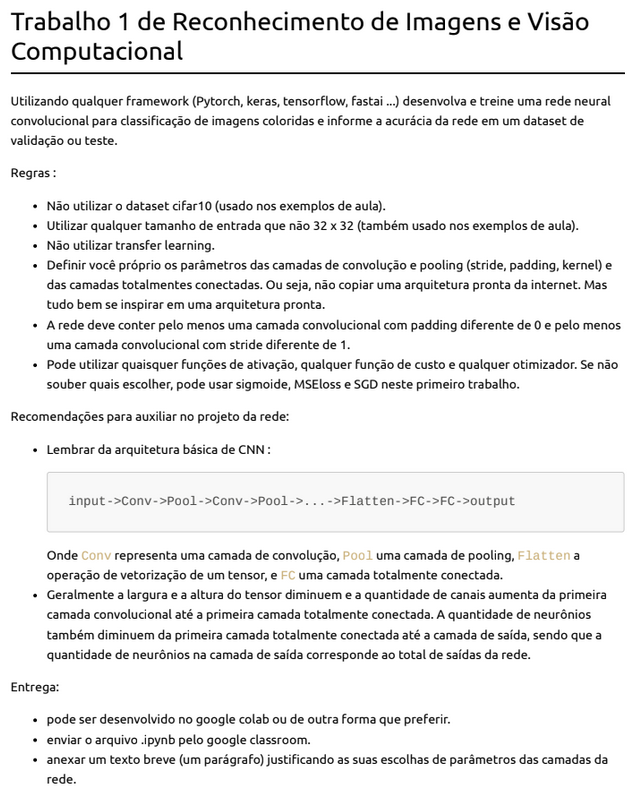 Trabalho 1 de Reconhecimento de Imagens e Visão
Computacional
Utilizando qualquer framework (Pytorch, keras, tensorflow, fastai ...) desenvolva e treine uma rede neural
convolucional para classificação de imagens coloridas e informe a acurácia da rede em um dataset de
validação ou teste.
Regras :
• Não utilizar o dataset cifar10 (usado nos exemplos de aula).
• Utilizar qualquer tamanho de entrada que não 32 x 32 (também usado nos exemplos de aula).
• Não utilizar transfer learning.
• Definir você próprio os parâmetros das camadas de convolução e pooling (stride, padding, kernel) e
das camadas totalmentes conectadas. Ou seja, não copiar uma arquitetura pronta da internet. Mas
tudo bem se inspirar em uma arquitetura pronta.
• A rede deve conter pelo menos uma camada convolucional com padding diferente de 0 e pelo menos
uma camada convolucional com stride diferente de 1.
• Pode utilizar quaisquer funções de ativação, qualquer função de custo e qualquer otimizador. Se não
souber quais escolher, pode usar sigmoide, MSEloss e SGD neste primeiro trabalho.
Recomendações para auxiliar no projeto da rede:
• Lembrar da arquitetura básica de CNN :
input->Conv->Pool->Conv->Pool->...->Flatten->FC->FC->output
Onde Conv representa uma camada de convolução, Pool uma camada de pooling, Flatten a
operação de vetorização de um tensor, e FC uma camada totalmente conectada.
• Geralmente a largura e a altura do tensor diminuem e a quantidade de canais aumenta da primeira
camada convolucional até a primeira camada totalmente conectada. A quantidade de neurônios
também diminuem da primeira camada totalmente conectada até a camada de saída, sendo que a
quantidade de neurônios na camada de saída corresponde ao total de saídas da rede.
Entrega:
• pode ser desenvolvido no google colab ou de outra forma que preferir.
• enviar o arquivo .ipynb pelo google classroom.
• anexar um texto breve (um parágrafo) justificando as suas escolhas de parâmetros das camadas da
rede.